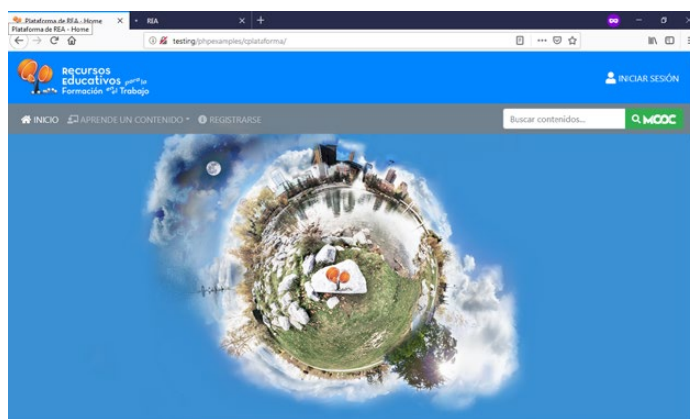 Plataforma de REA - Home
REA
Plataforma de REA - Home
testing/phpexamples/cplataforma/
Recursos
Educativos para la
Formación en el Trabajo
INICIAR SESIÓN
INICIO
APRENDE UN CONTENIDO
REGISTRARSE
Buscar contenidos...
MOOC